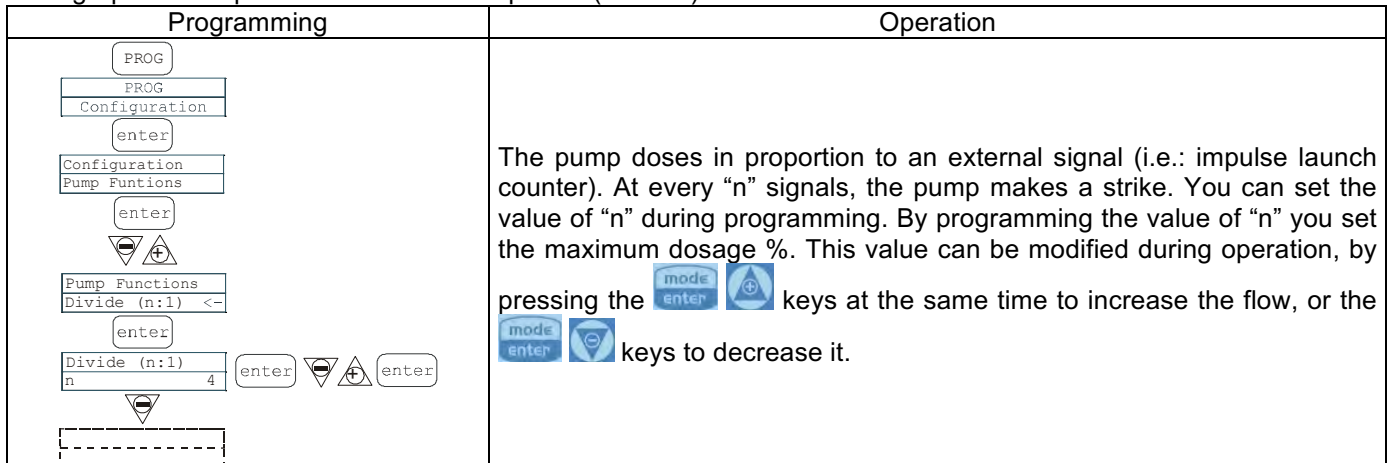 Programming
Operation
PROG
PROG
Configuration
enter
Configuration
Pump Funtions
enter
Pump Functions
Divide (n:1) <-
enter
Divide (n:1)
n 4
enter
enter
The pump doses in proportion to an external signal (i.e.: impulse launch
counter). At every “n” signals, the pump makes a strike. You can set the
value of “n” during programming. By programming the value of “n” you set
the maximum dosage %. This value can be modified during operation, by
pressing the mode enter keys at the same time to increase the flow, or the
mode enter keys to decrease it.